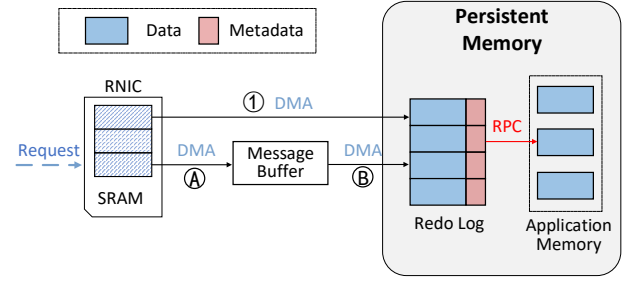 Data
Metadata
Persistent
Memory
RNIC
① DMA
Request
DMA
Ⓐ
Message
Buffer
DMA
Ⓑ
RPC
SRAM
Redo Log
Application
Memory